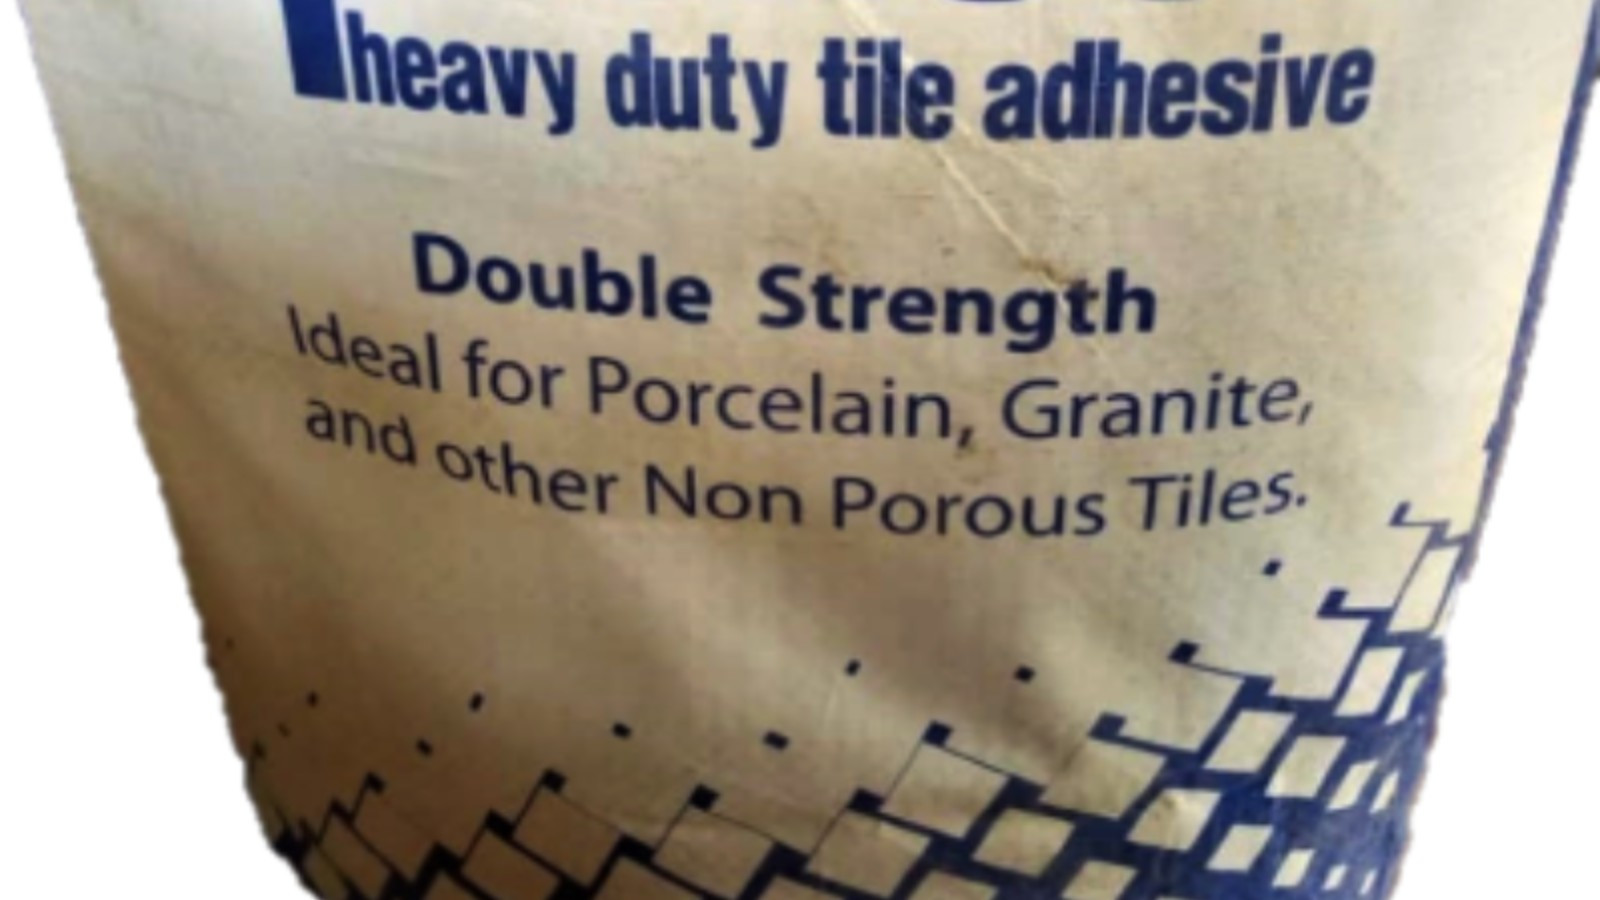 heavy duty tile adhesive
Double Strength
Ideal for Porcelain, Granite,
and other Non Porous Tiles.